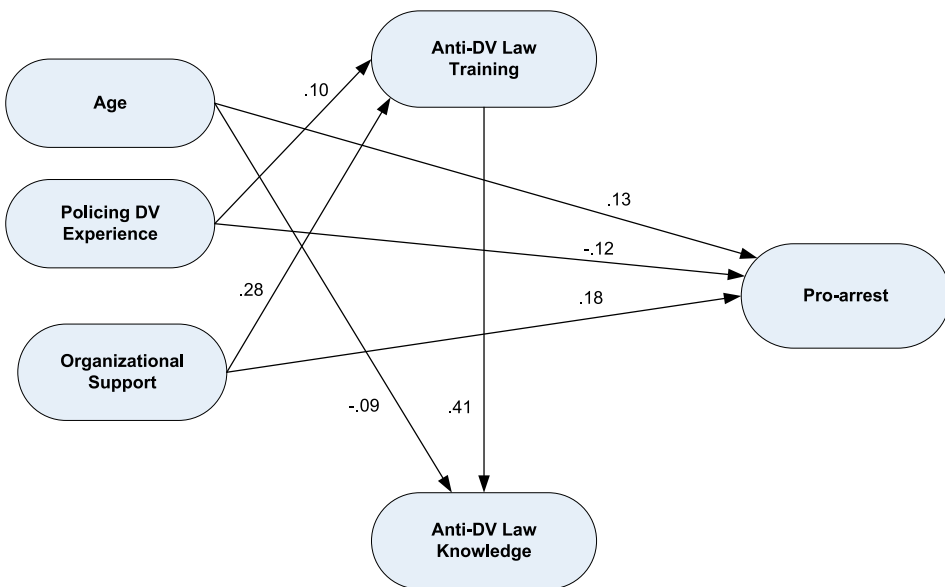 Anti-DV Law
Training
Age
.10
.13
Policing DV
Experience
-.12
.28
.18
Pro-arrest
Organizational
Support
-.09
.41
Anti-DV Law
Knowledge